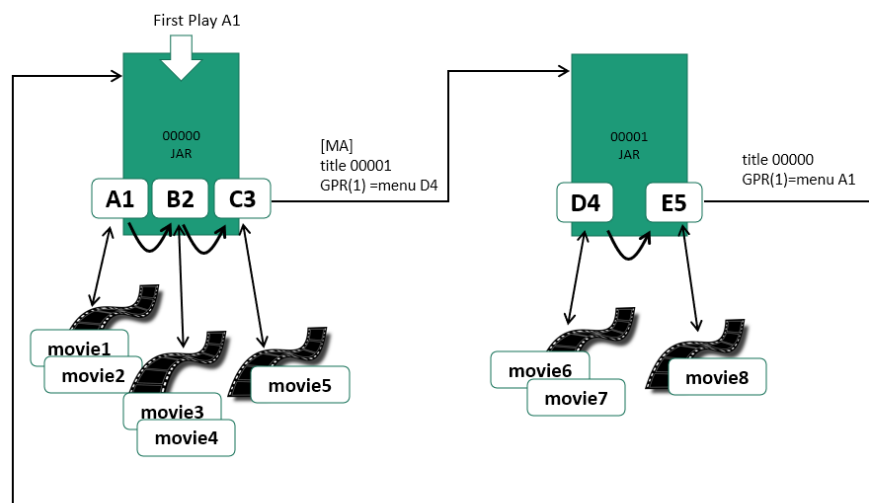 First Play A1
00000
JAR
[MA]
title 00001
GPR(1) =menu D4
00001
JAR
title 00000
GPR(1)=menu A1
A1
B2
C3
D4
E5
movie1
movie2
movie3
movie4
movie5
movie6
movie7
movie8